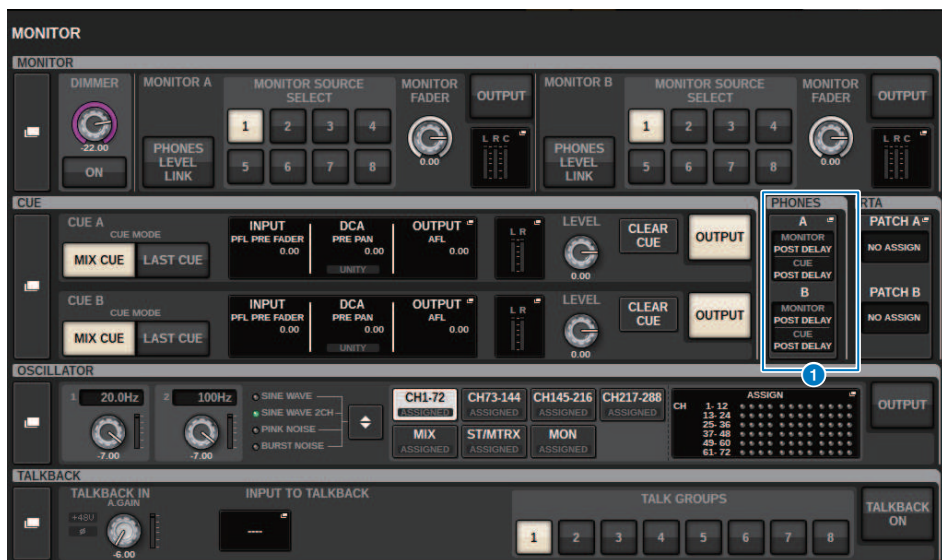 MONITOR
MONITOR
DIMMER
-22.00
ON
MONITOR A
PHONES
LEVEL
LINK
MONITOR SOURCE
SELECT
1 2 3 4
5 6 7 8
MONITOR
FADER
0.00
OUTPUT
L R C
MONITOR B
PHONES
LEVEL
LINK
MONITOR SOURCE
SELECT
1 2 3 4
5 6 7 8
MONITOR
FADER
0.00
OUTPUT
L R C
CUE
CUE A
CUE MODE
MIX CUE LAST CUE
INPUT
PFL PRE FADER
0.00
DCA
PRE PAN
0.00
UNITY
OUTPUT
AFL
0.00
L R
LEVEL
0.00
CLEAR
CUE
OUTPUT
CUE B
CUE MODE
MIX CUE LAST CUE
INPUT
PFL PRE FADER
0.00
DCA
PRE PAN
0.00
UNITY
OUTPUT
AFL
0.00
L R
LEVEL
0.00
CLEAR
CUE
OUTPUT
PHONES
A
MONITOR
POST DELAY
CUE
POST DELAY
B
MONITOR
POST DELAY
CUE
POST DELAY
1
RTA
PATCH A
NO ASSIGN
PATCH B
NO ASSIGN
OSCILLATOR
1 20.0Hz
-7.00
2 100Hz
-7.00
SINE WAVE
SINE WAVE 2CH
PINK NOISE
BURST NOISE
CH1-72
ASSIGNED
CH73-144
ASSIGNED
CH145-216
ASSIGNED
CH217-288
ASSIGNED
MIX
ASSIGNED
ST/MTRX
ASSIGNED
MON
ASSIGNED
ASSIGN
CH 1- 12
13- 24
25- 36
37- 48
49- 60
61- 72
OUTPUT
TALKBACK
TALKBACK IN
A.GAIN
+48V
ø
-6.00
INPUT TO TALKBACK
----
TALK GROUPS
1 2 3 4 5 6 7 8
TALKBACK
ON